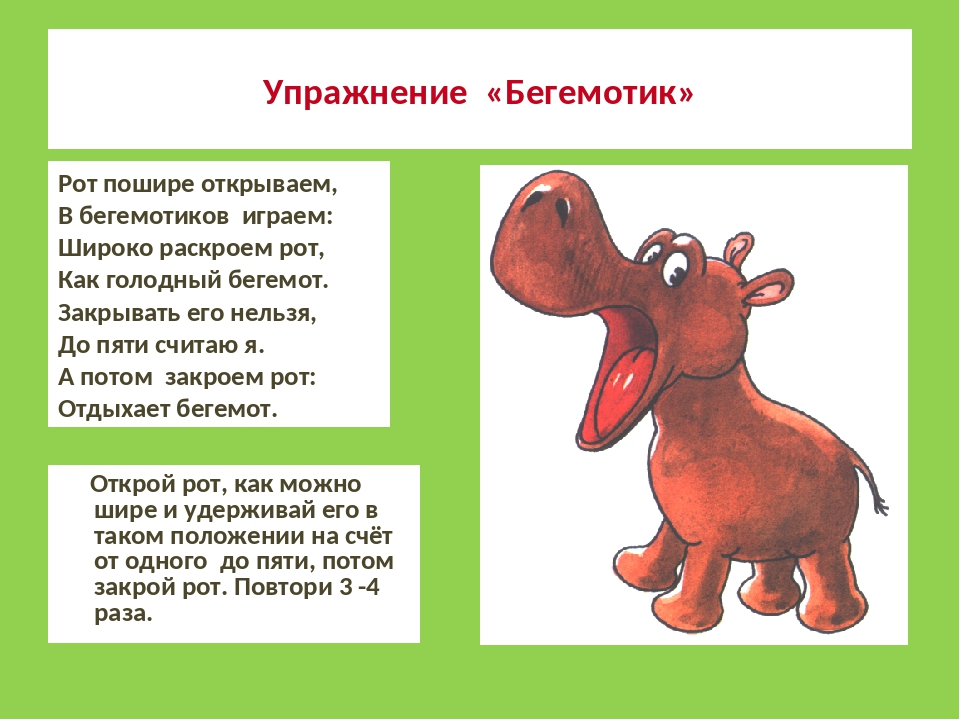 Упражнение «Бегемотик»
Рот пошире открываем,
В бегемотиков играем:
Широко раскроем рот,
Как голодный бегемот.
Закрывать его нельзя,
До пяти считаю я.
А потом закроем рот:
Отдыхает бегемот.
Открой рот, как можно
шире и удерживай его в
таком положении на счёт
от одного до пяти, потом
закрой рот. Повтори 3 -4
раза.